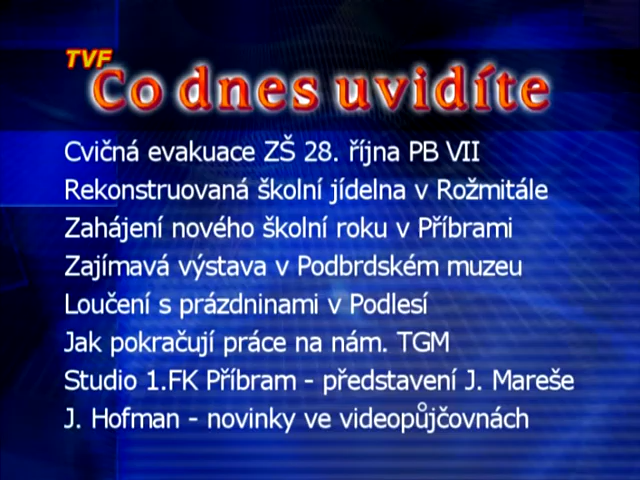 TVF
Co dnes uvidíte
Cvičná evakuace ZŠ 28. října PB VII
Rekonstruovaná školní jídelna v Rožmitále
Zahájení nového školní roku v Příbrami
Zajímavá výstava v Podbrdském muzeu
Loučení s prázdninami v Podlesí
Jak pokračují práce na nám. TGM
Studio 1.FK Příbram - představení J. Mareše
J. Hofman - novinky ve videopůjčovnách